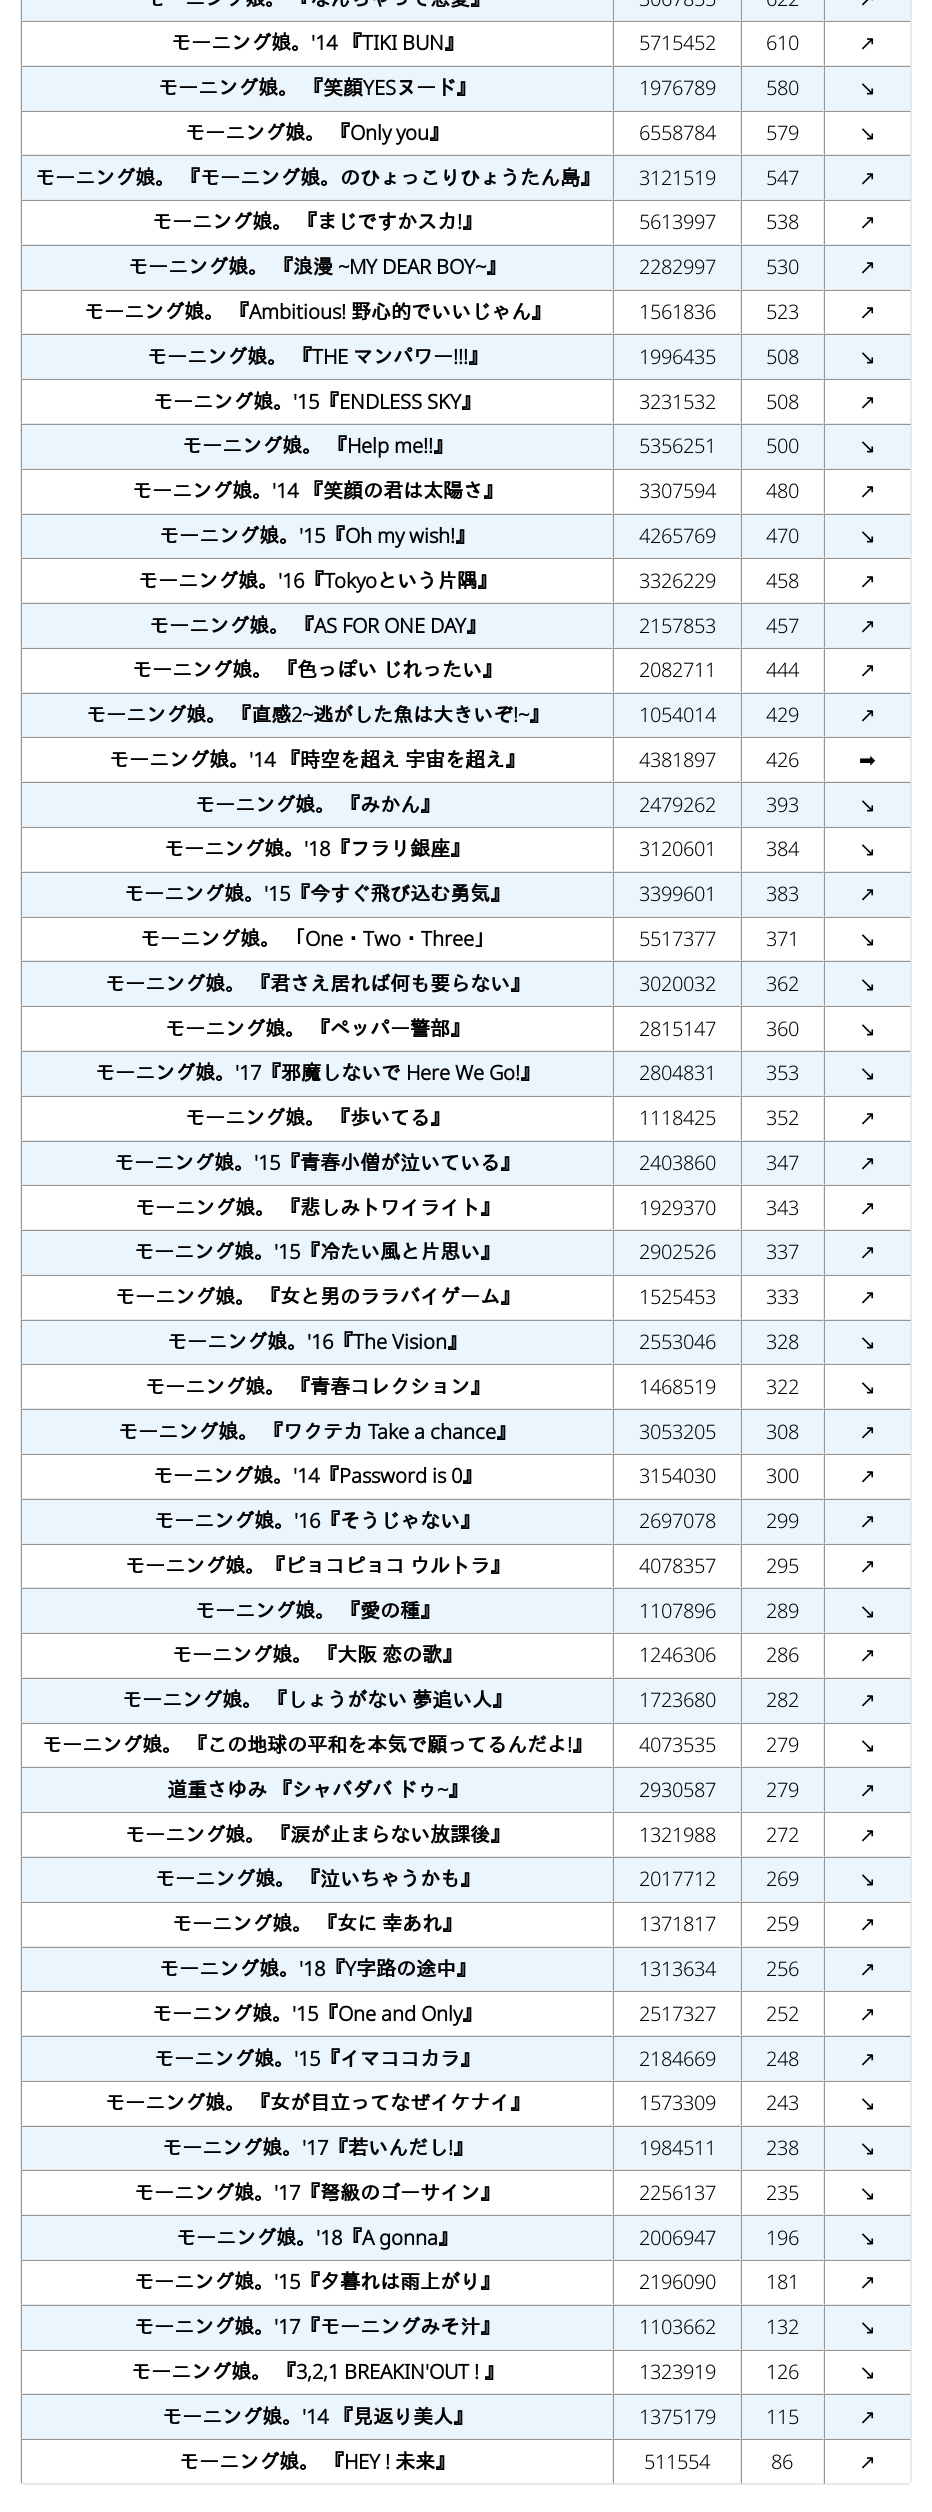 モーニング娘。 『なんちゃって恋愛』 3067855 622 ↗
モーニング娘。'14 『TIKI BUN』 5715452 610 ↗
モーニング娘。 『笑顔YESヌード』 1976789 580 ↘
モーニング娘。 『Only you』 6558784 579 ↘
モーニング娘。 『モーニング娘。のひょっこりひょうたん島』 3121519 547 ↗
モーニング娘。 『まじですかスカ!』 5613997 538 ↗
モーニング娘。 『浪漫 ~MY DEAR BOY~』 2282997 530 ↗
モーニング娘。 『Ambitious! 野心的でいいじゃん』 1561836 523 ↗
モーニング娘。 『THE マンパワー!!!』 1996435 508 ↘
モーニング娘。'15『ENDLESS SKY』 3231532 508 ↗
モーニング娘。 『Help me!!』 5356251 500 ↘
モーニング娘。'14 『笑顔の君は太陽さ』 3307594 480 ↗
モーニング娘。'15『Oh my wish!』 4265769 470 ↘
モーニング娘。'16『Tokyoという片隅』 3326229 458 ↗
モーニング娘。 『AS FOR ONE DAY』 2157853 457 ↗
モーニング娘。 『色っぽい じれったい』 2082711 444 ↗
モーニング娘。 『直感2~逃がした魚は大きいぞ!~』 1054014 429 ↗
モーニング娘。'14 『時空を超え 宇宙を超え』 4381897 426 ➡
モーニング娘。 『みかん』 2479262 393 ↘
モーニング娘。'18『フラリ銀座』 3120601 384 ↘
モーニング娘。'15『今すぐ飛び込む勇気』 3399601 383 ↗
モーニング娘。 「One・Two・Three」 5517377 371 ↘
モーニング娘。 『君さえ居れば何も要らない』 3020032 362 ↘
モーニング娘。 『ペッパー警部』 2815147 360 ↘
モーニング娘。'17『邪魔しないで Here We Go!』 2804831 353 ↘
モーニング娘。 『歩いてる』 1118425 352 ↗
モーニング娘。'15『青春小僧が泣いている』 2403860 347 ↗
モーニング娘。 『悲しみトワイライト』 1929370 343 ↗
モーニング娘。'15『冷たい風と片思い』 2902526 337 ↗
モーニング娘。 『女と男のララバイゲーム』 1525453 333 ↗
モーニング娘。'16『The Vision』 2553046 328 ↘
モーニング娘。 『青春コレクション』 1468519 322 ↘
モーニング娘。 『ワクテカ Take a chance』 3053205 308 ↗
モーニング娘。'14『Password is 0』 3154030 300 ↗
モーニング娘。'16『そうじゃない』 2697078 299 ↗
モーニング娘。『ピョコピョコ ウルトラ』 4078357 295 ↗
モーニング娘。 『愛の種』 1107896 289 ↘
モーニング娘。 『大阪 恋の歌』 1246306 286 ↗
モーニング娘。 『しょうがない 夢追い人』 1723680 282 ↗
モーニング娘。 『この地球の平和を本気で願ってるんだよ!』 4073535 279 ↘
道重さゆみ 『シャバダバ ドゥ~』 2930587 279 ↗
モーニング娘。 『涙が止まらない放課後』 1321988 272 ↗
モーニング娘。 『泣いちゃうかも』 2017712 269 ↘
モーニング娘。 『女に 幸あれ』 1371817 259 ↗
モーニング娘。'18『Y字路の途中』 1313634 256 ↗
モーニング娘。'15『One and Only』 2517327 252 ↗
モーニング娘。'15『イマココカラ』 2184669 248 ↗
モーニング娘。 『女が目立ってなぜイケナイ』 1573309 243 ↘
モーニング娘。'17『若いんだし!』 1984511 238 ↘
モーニング娘。'17『弩級のゴーサイン』 2256137 235 ↘
モーニング娘。'18『A gonna』 2006947 196 ↘
モーニング娘。'15『夕暮れは雨上がり』 2196090 181 ↗
モーニング娘。'17『モーニングみそ汁』 1103662 132 ↘
モーニング娘。 『3,2,1 BREAKIN'OUT ! 』 1323919 126 ↘
モーニング娘。'14 『見返り美人』 1375179 115 ↗
モーニング娘。 『HEY ! 未来』 511554 86 ↗